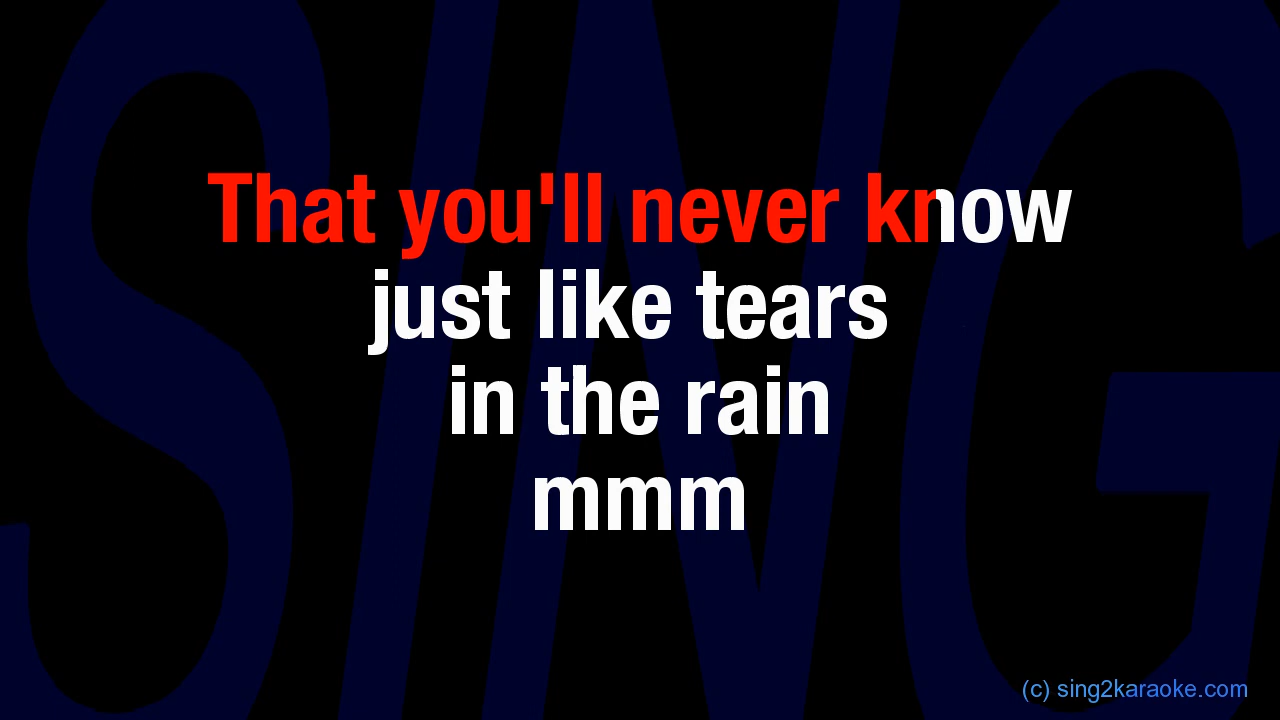 SING
That you'll never know
just like tears
in the rain
mmm
(c) sing2karaoke.com